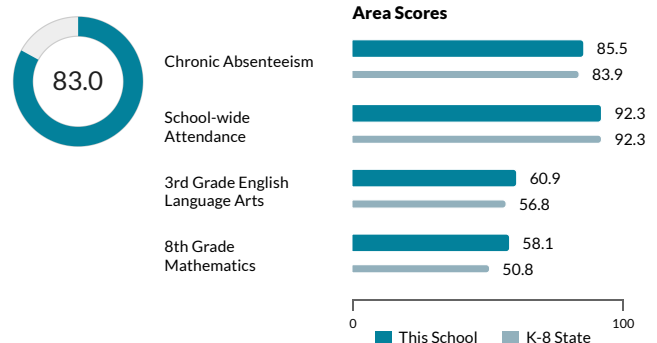 83.0
Area Scores
Chronic Absenteeism
85.5
83.9
School-wide
Attendance
92.3
92.3
3rd Grade English
Language Arts
60.9
56.8
8th Grade
Mathematics
58.1
50.8
0
100
This School
K-8 State